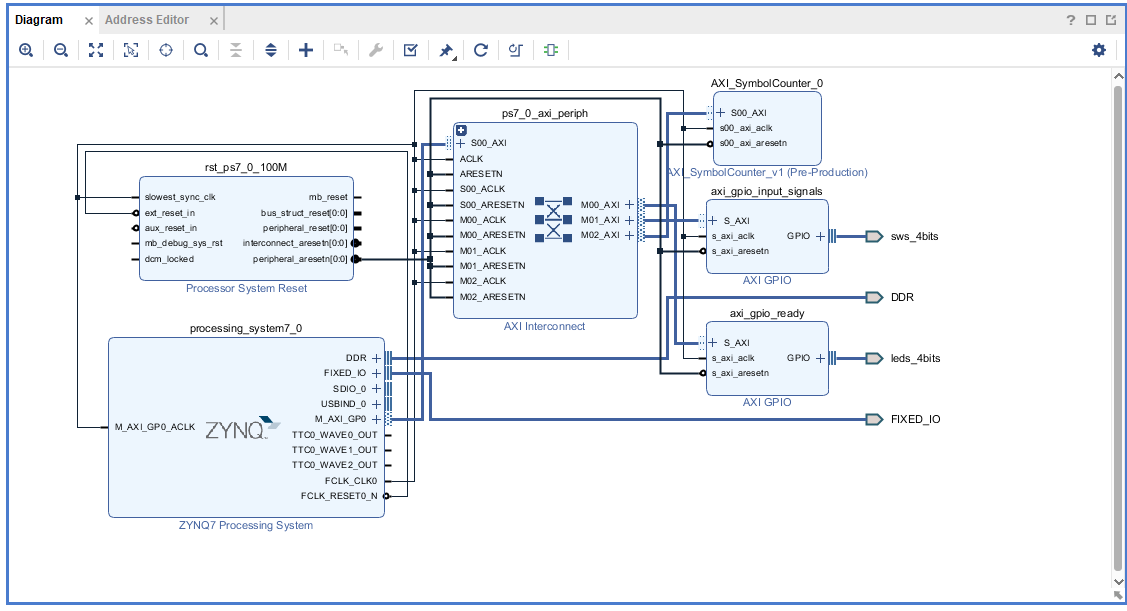 Diagram
Address Editor
AXI_SymbolCounter_0
S00_AXI
s00_axi_aclk
s00_axi_aresetn
AXI_SymbolCounter_v1 (Pre-Production)
ps7_0_axi_periph
S00_AXI
ACLK
ARESETN
S00_ACLK
S00_ARESETN
M00_ACLK
M00_ARESETN
M01_ACLK
M01_ARESETN
M02_ACLK
M02_ARESETN
M00_AXI
M01_AXI
M02_AXI
AXI Interconnect
rst_ps7_0_100M
slowest_sync_clk
ext_reset_in
aux_reset_in
mb_debug_sys_rst
dcm_locked
mb_reset
bus_struct_reset[0:0]
peripheral_reset[0:0]
interconnect_aresetn[0:0]
peripheral_aresetn[0:0]
Processor System Reset
axi_gpio_input_signals
S_AXI
s_axi_aclk
s_axi_aresetn
GPIO
AXI GPIO
sws_4bits
DDR
axi_gpio_ready
S_AXI
s_axi_aclk
s_axi_aresetn
GPIO
AXI GPIO
leds_4bits
FIXED_IO
processing_system7_0
M_AXI_GP0_ACLK
ZYNQ
DDR
FIXED_IO
SDIO_0
USBIND_0
M_AXI_GP0
TTC0_WAVE0_OUT
TTC0_WAVE1_OUT
TTC0_WAVE2_OUT
FCLK_CLK0
FCLK_RESET0_N
ZYNQ7 Processing System